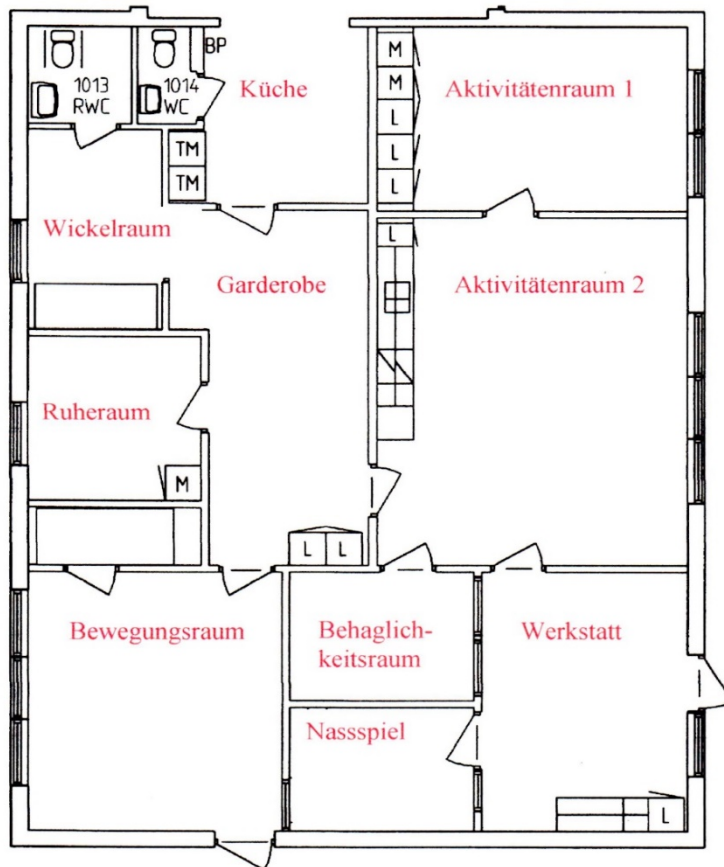 BP
1013
RWC
1014
WC
Küche
M
M
L
L
L
Aktivitätenraum 1
TM
TM
Wickelraum
Garderobe
L
Aktivitätenraum 2
Ruheraum
M
L L
Bewegungsraum
Behaglich-
keitsraum
Werkstatt
Nassspiel
L